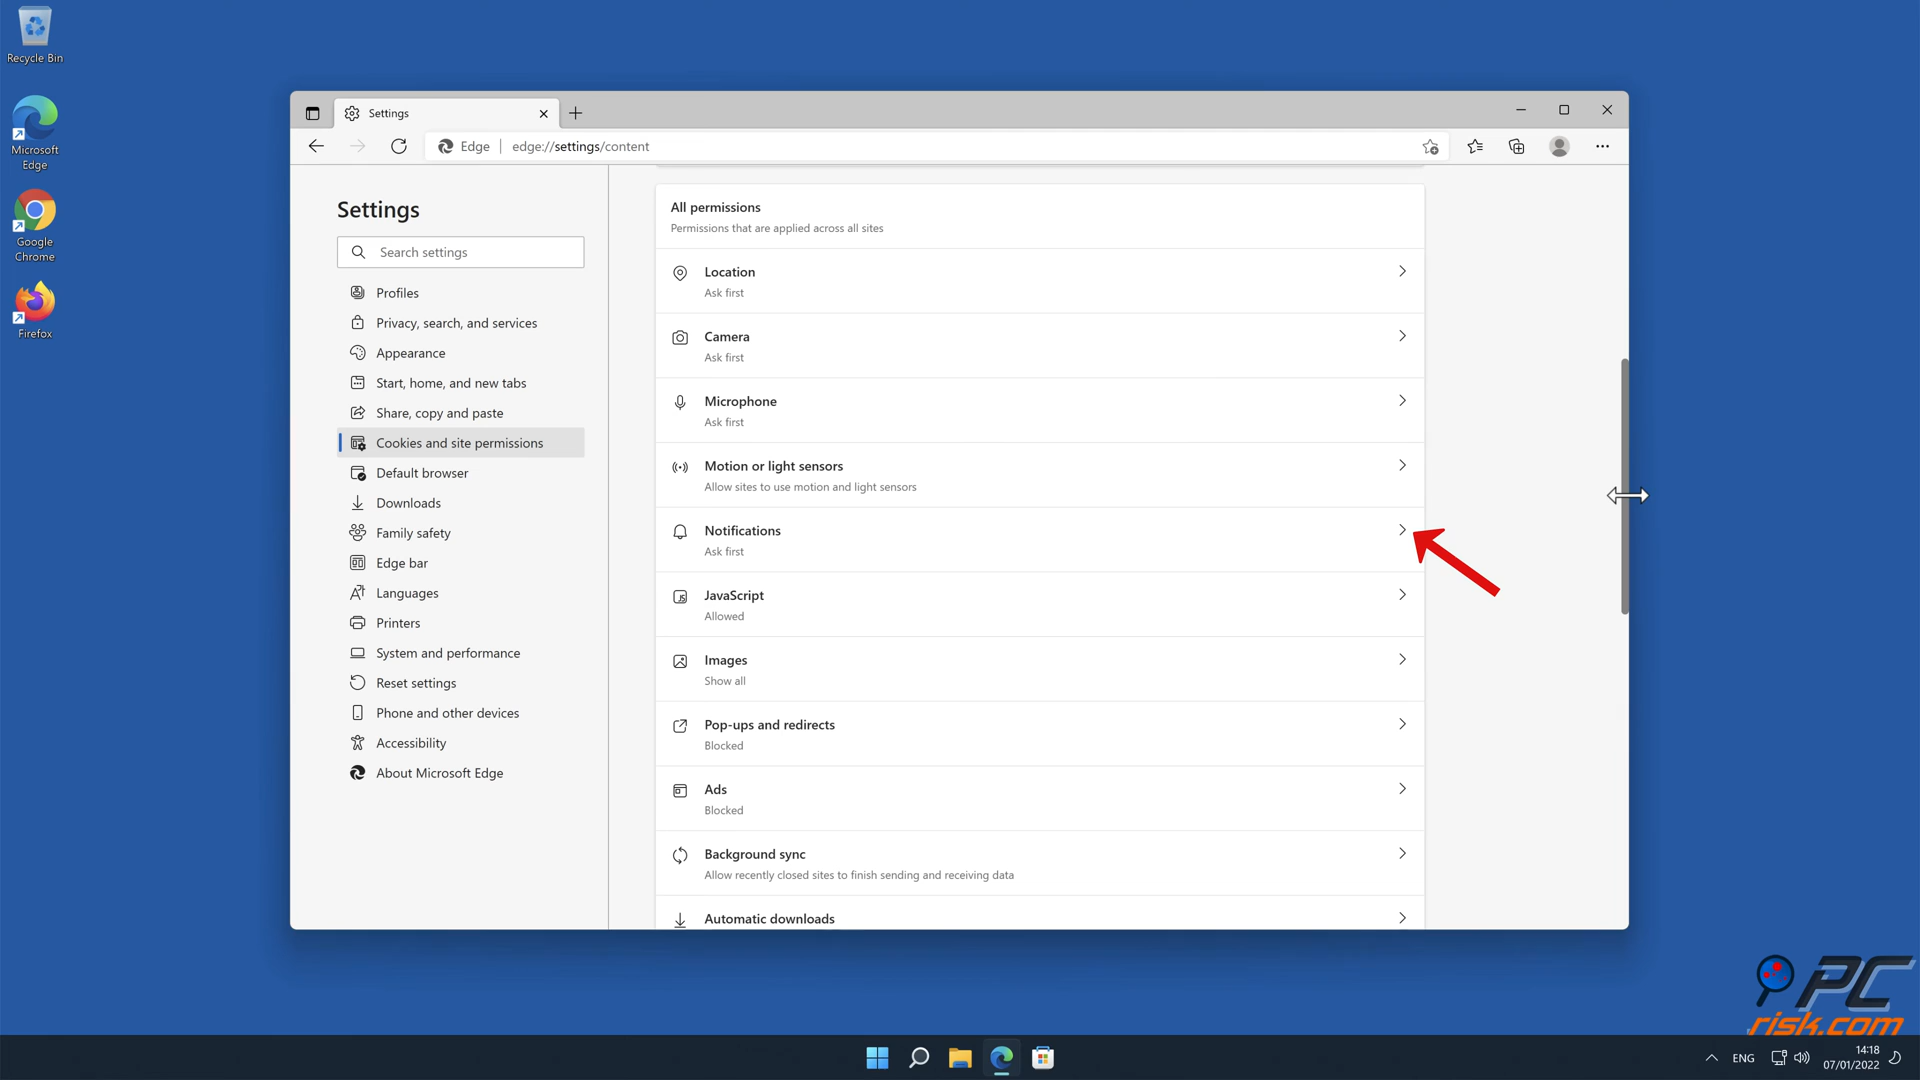 Recycle Bin
Microsoft
Edge
Google
Chrome
Firefox
Settings
Edge
edge://settings/content
Settings
Search settings
Profiles
Privacy, search, and services
Appearance
Start, home, and new tabs
Share, copy and paste
Cookies and site permissions
Default browser
Downloads
Family safety
Edge bar
Languages
Printers
System and performance
Reset settings
Phone and other devices
Accessibility
About Microsoft Edge
All permissions
Permissions that are applied across all sites
Location
Ask first
Camera
Ask first
Microphone
Ask first
Motion or light sensors
Allow sites to use motion and light sensors
Notifications
Ask first
JavaScript
Allowed
Images
Show all
Pop-ups and redirects
Blocked
Ads
Blocked
Background sync
Allow recently closed sites to finish sending and receiving data
Automatic downloads
PC
risk.com
ENG
14:18
07/01/2022